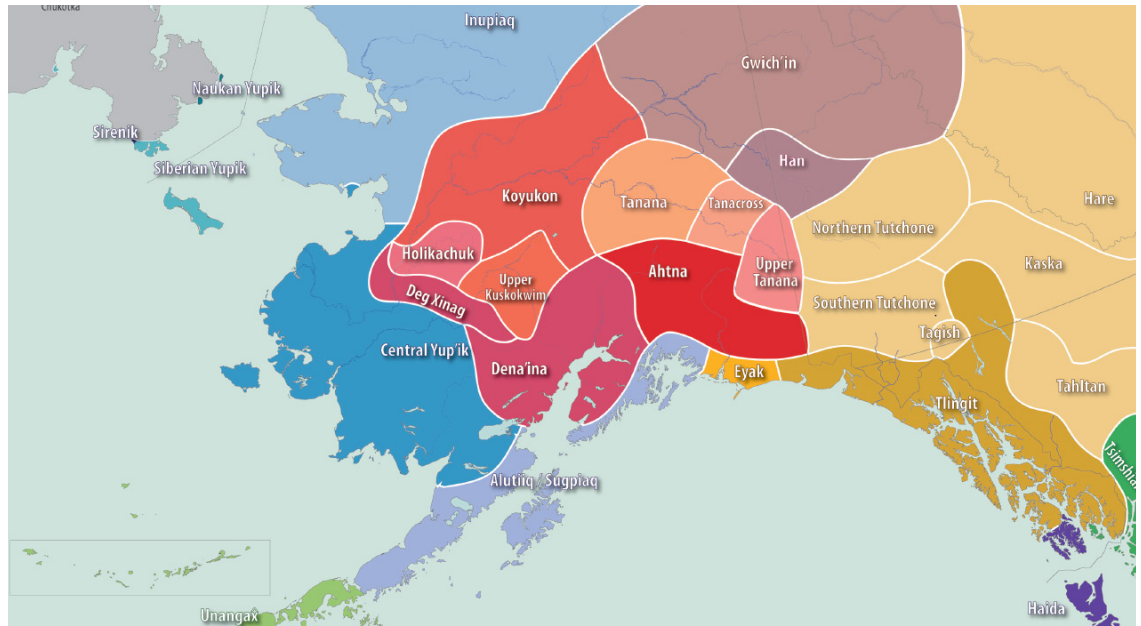 Chukotka
Inupiaq
Gwich'in
Naukan Yupik
Sirenik
Siberian Yupik
Han
Koyukon
Tanana
Tanacross
Hare
Northern Tutchone
Holikachuk
Upper
Kuskokwim
Ahtna
Upper
Tanana
Kaska
Deg Xinag
Southern Tutchone
Tagish
Central Yup'ik
Dena'ina
Eyak
Tahltan
Tlingit
Tsimshian
Alutiiq / Sugpiaq
Unangax̂
Haida